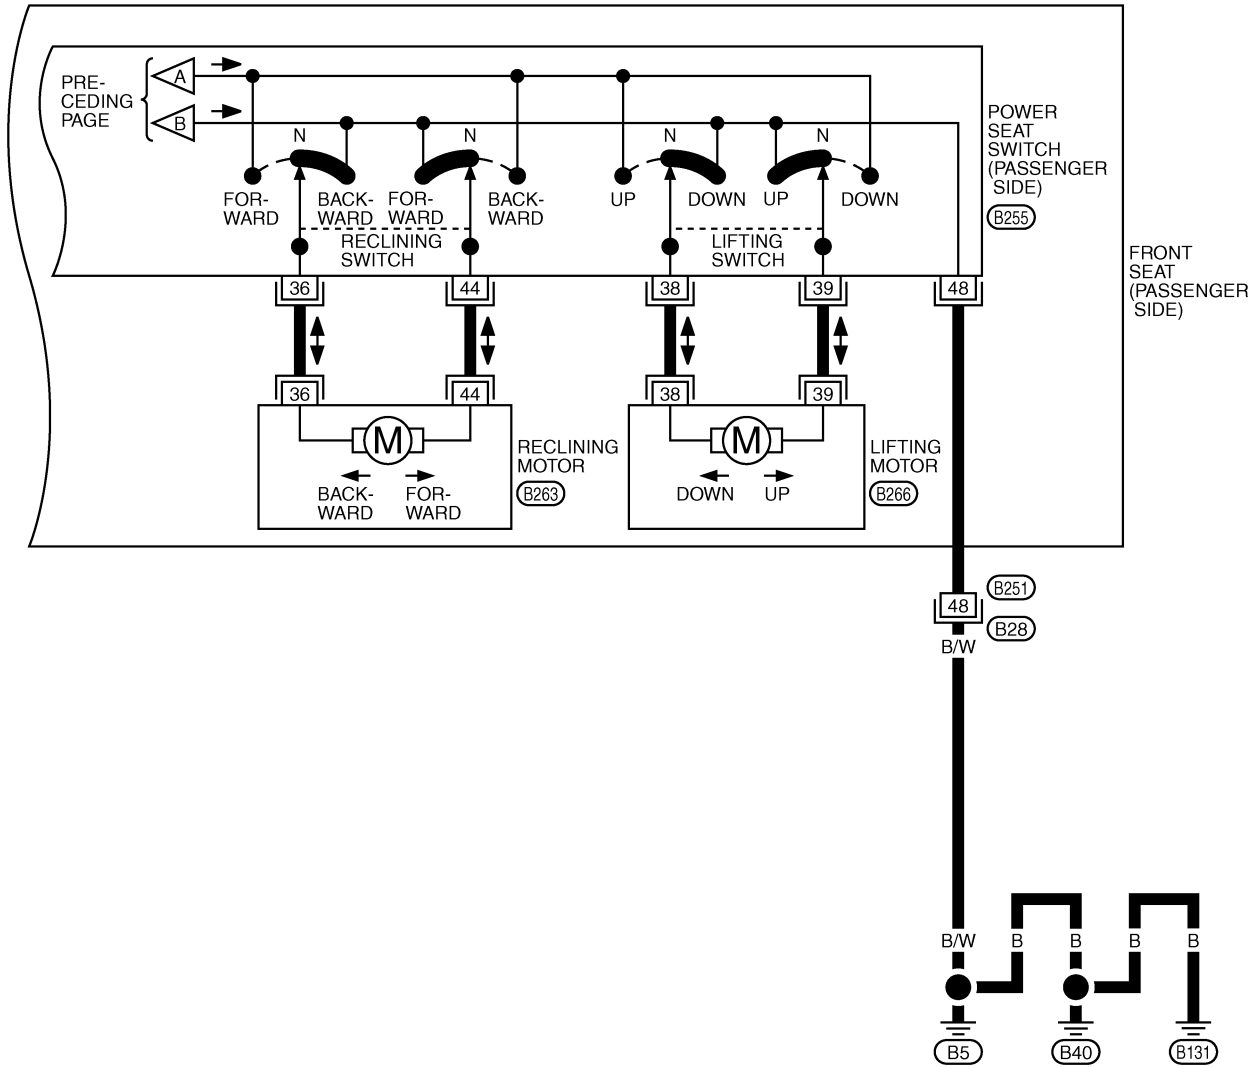 PRE-
CEDING
PAGE
A
B
N
N
N
N
FOR-
WARD
BACK-
WARD
FOR-
WARD
BACK-
WARD
UP
DOWN
UP
DOWN
RECLINING
SWITCH
LIFTING
SWITCH
POWER
SEAT
SWITCH
(PASSENGER
SIDE)
B255
FRONT
SEAT
(PASSENGER
SIDE)
36
44
38
39
48
36
44
38
39
M
BACK-
WARD
FOR-
WARD
RECLINING
MOTOR
B263
M
DOWN
UP
LIFTING
MOTOR
B266
B251
48
B28
B/W
B/W
B
B
B
B
B5
B40
B131